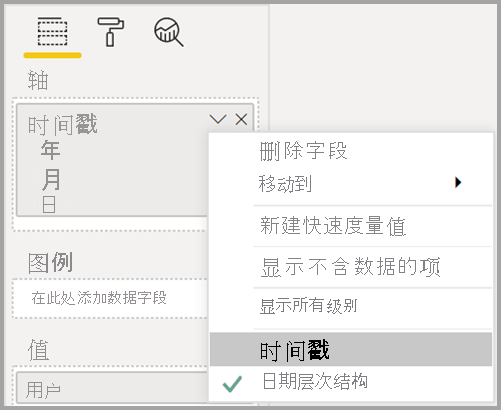 轴
时间戳
年
月
日
图例
在此处添加数据字段
值
用户
删除字段
移动到
新建快速度量值
显示不含数据的项
显示所有级别
时间戳
日期层次结构